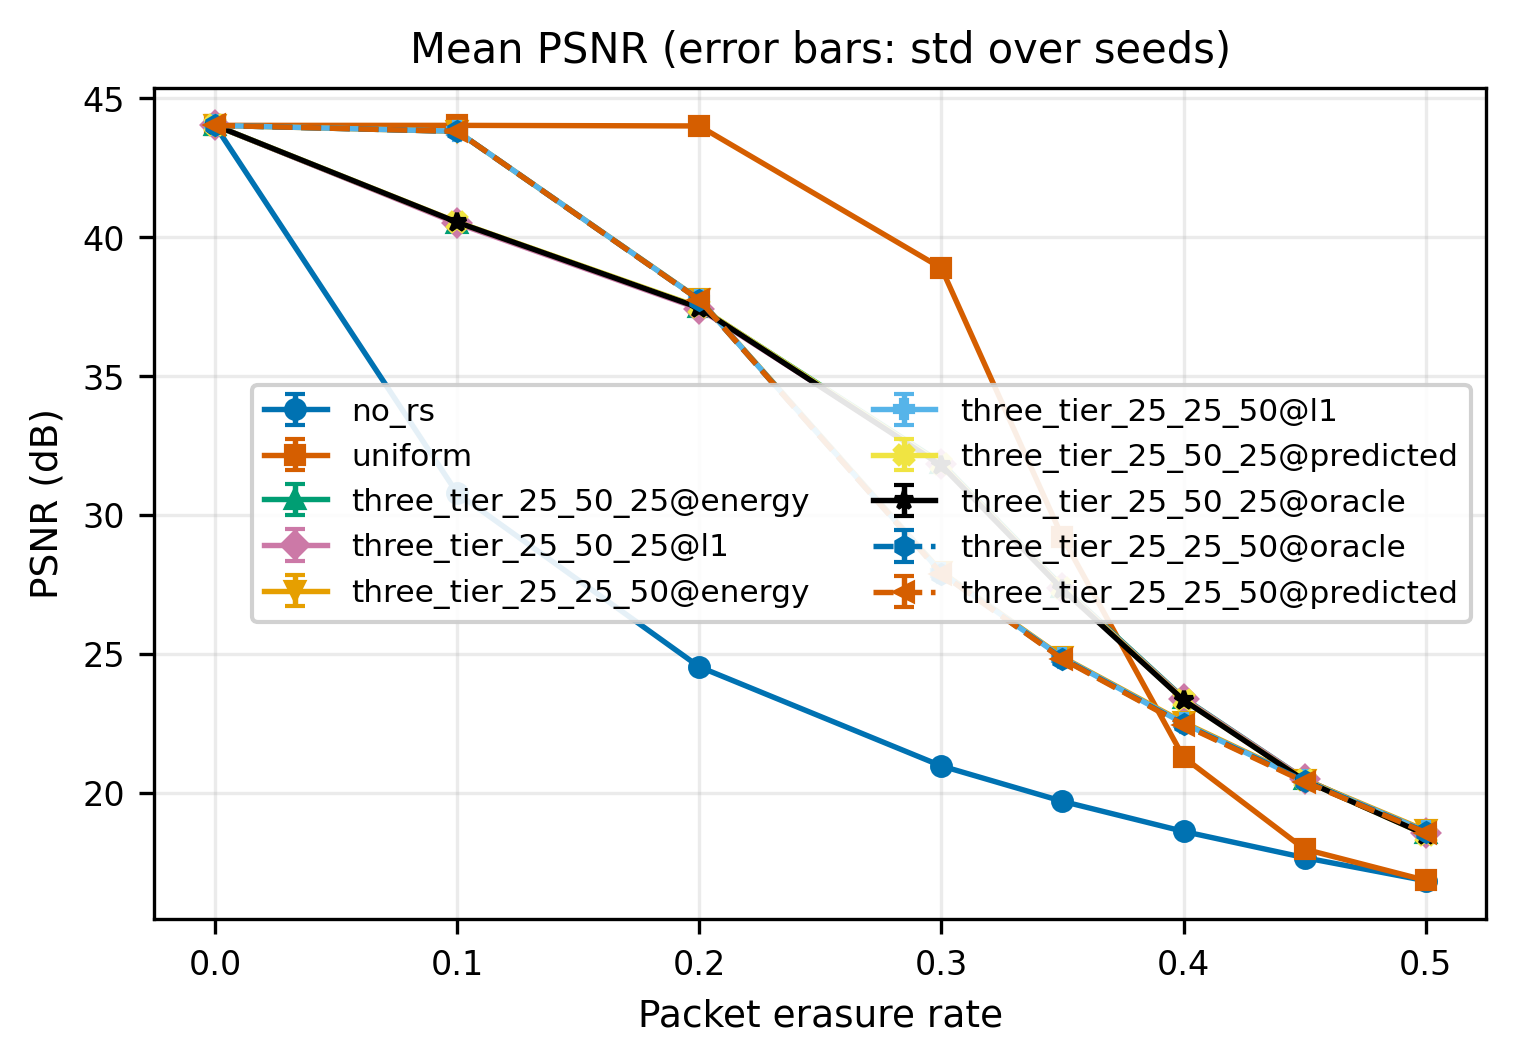 Mean PSNR (error bars: std over seeds)
PSNR (dB)
45
40
35
30
25
20
no_rs
uniform
three_tier_25_50_25@energy
three_tier_25_50_25@l1
three_tier_25_25_50@energy
three_tier_25_25_50@l1
three_tier_25_50_25@predicted
three_tier_25_50_25@oracle
three_tier_25_25_50@oracle
three_tier_25_25_50@predicted
0.0
0.1
0.2
0.3
0.4
0.5
Packet erasure rate